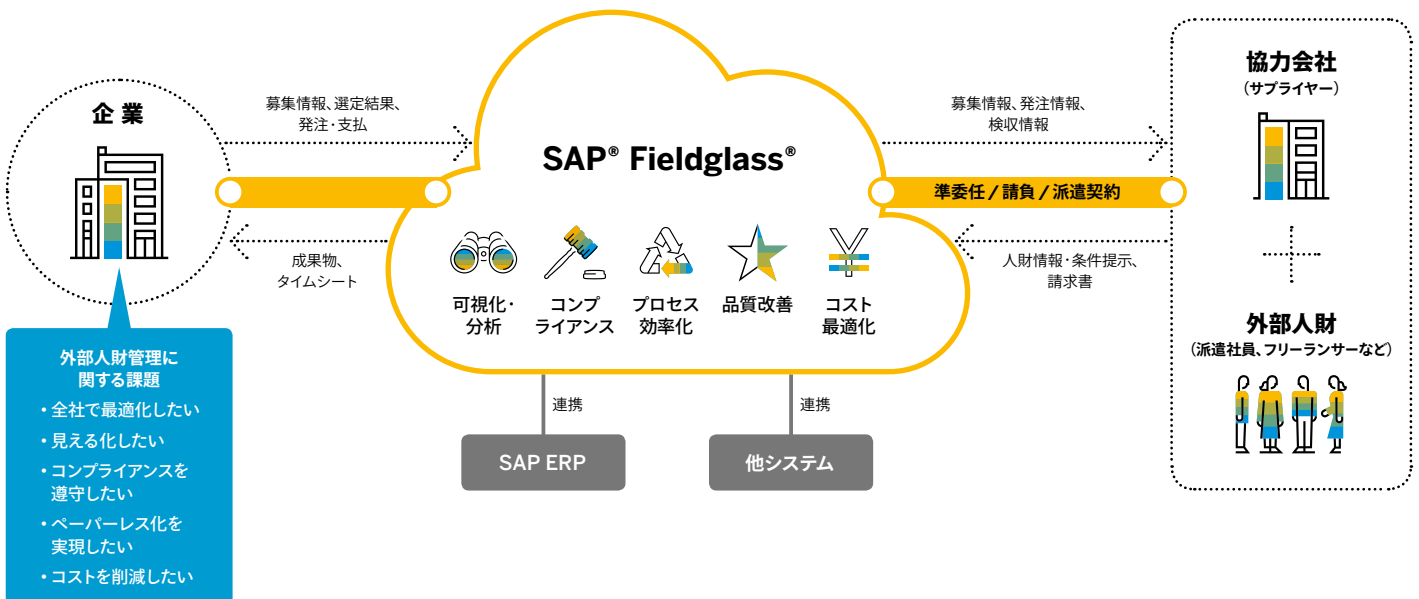 企業
募集情報、選定結果、
発注・支払
成果物、
タイムシート
外部人財管理に
関する課題
・全社で最適化したい
・見える化したい
・コンプライアンスを
遵守したい
・ペーパーレス化を
実現したい
・コストを削減したい
SAP® Fieldglass®
可視化・
分析
コンプ
ライアンス
プロセス
効率化
品質改善
コスト
最適化
連携
SAP ERP
連携
他システム
募集情報、発注情報、
検収情報
準委任 / 請負 / 派遣契約
人財情報・条件提示、
請求書
協力会社
（サプライヤー）
外部人財
（派遣社員、フリーランサーなど）